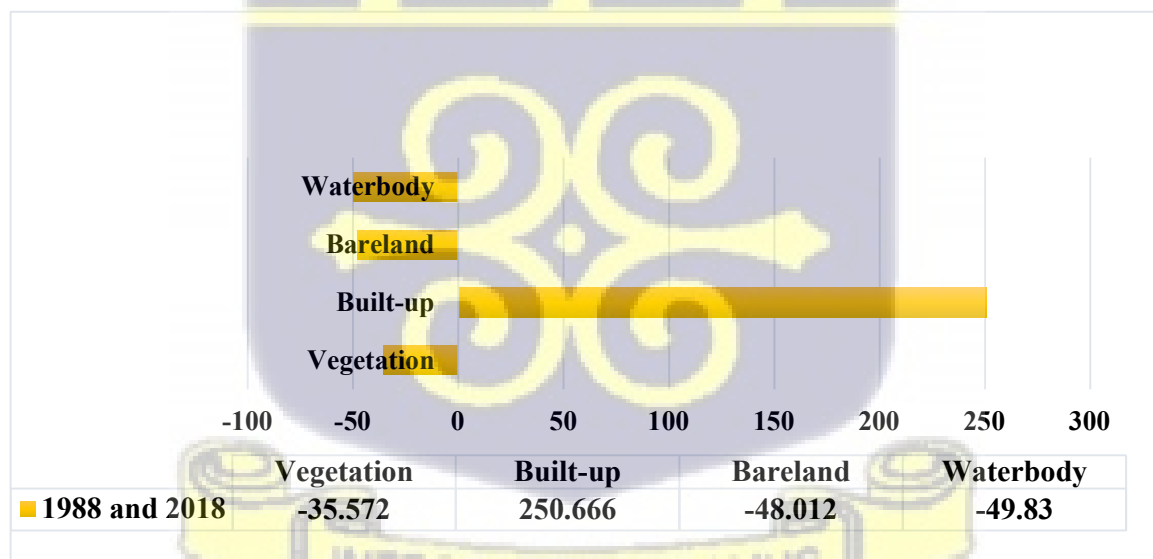 Waterbody
Bareland
Built-up
Vegetation
-100 -50 0 50 100 150 200 250 300
Vegetation Built-up Bareland Waterbody
1988 and 2018 -35.572 250.666 -48.012 -49.83